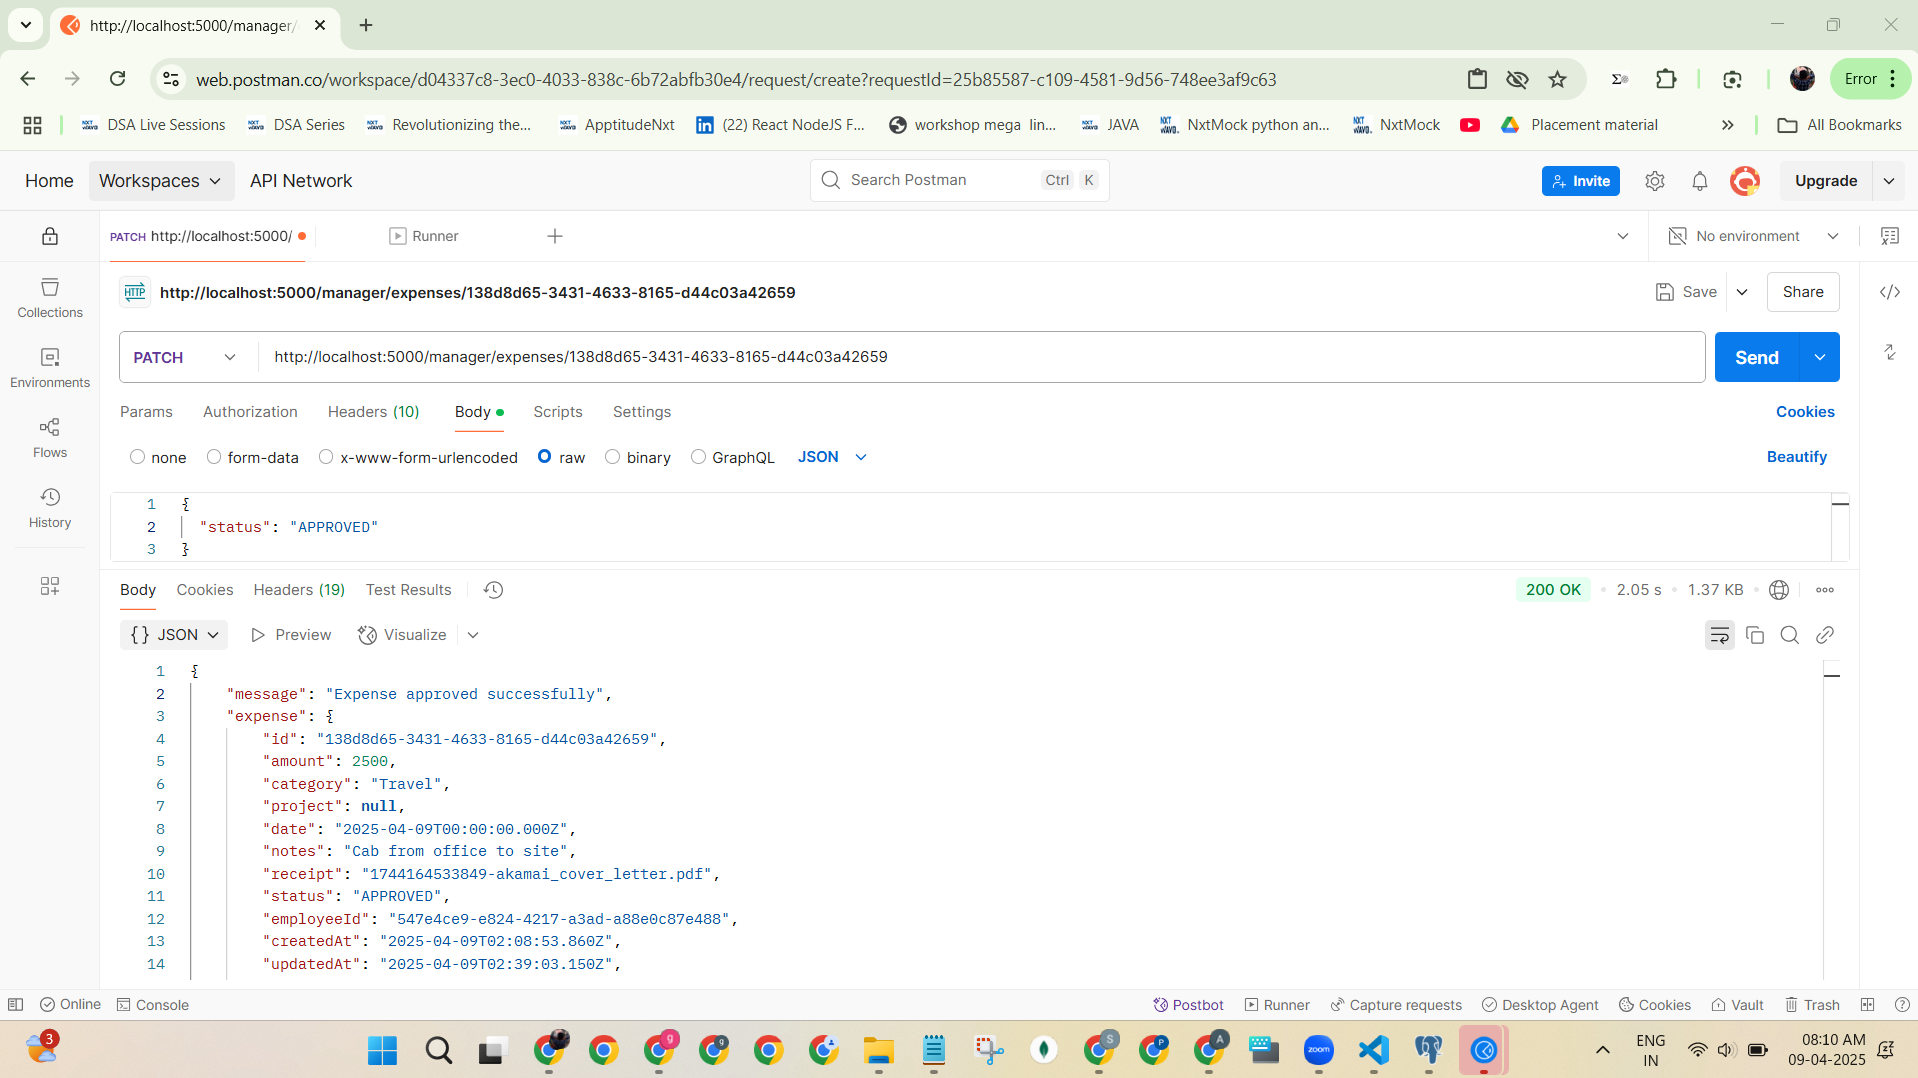 http://localhost:5000/manager/
web.postman.co/workspace/d04337c8-3ec0-4033-838c-6b72abfb30e4/request/create?requestId=25b85587-c109-4581-9d56-748ee3af9c63
Error
DSA Live Sessions
DSA Series
Revolutionizing the...
ApptitudeNxt
(22) React NodeJS F...
workshop mega lin...
JAVA
NxtMock python an...
NxtMock
Placement material
All Bookmarks
Home
Workspaces
API Network
Search Postman
Ctrl K
Invite
Upgrade
PATCH http://localhost:5000/
Runner
No environment
Collections
Environments
Flows
History
HTTP
http://localhost:5000/manager/expenses/138d8d65-3431-4633-8165-d44c03a42659
Save
Share
PATCH
http://localhost:5000/manager/expenses/138d8d65-3431-4633-8165-d44c03a42659
Send
Params Authorization Headers (10) Body Scripts Settings
Cookies
none form-data x-www-form-urlencoded raw binary GraphQL JSON
Beautify
1 {
2 "status": "APPROVED"
3 }
Body Cookies Headers (19) Test Results
200 OK • 2.05 s • 1.37 KB
{} JSON Preview Visualize
1 {
2 "message": "Expense approved successfully",
3 "expense": {
4 "id": "138d8d65-3431-4633-8165-d44c03a42659",
5 "amount": 2500,
6 "category": "Travel",
7 "project": null,
8 "date": "2025-04-09T00:00:00.000Z",
9 "notes": "Cab from office to site",
10 "receipt": "1744164533849-akamai_cover_letter.pdf",
11 "status": "APPROVED",
12 "employeeId": "547e4ce9-e824-4217-a3ad-a88e0c87e488",
13 "createdAt": "2025-04-09T02:08:53.860Z",
14 "updatedAt": "2025-04-09T02:39:03.150Z",
Online
Console
Postbot
Runner
Capture requests
Desktop Agent
Cookies
Vault
Trash
3
g
g
S
P
A
zoom
ENG
IN
08:10 AM
09-04-2025